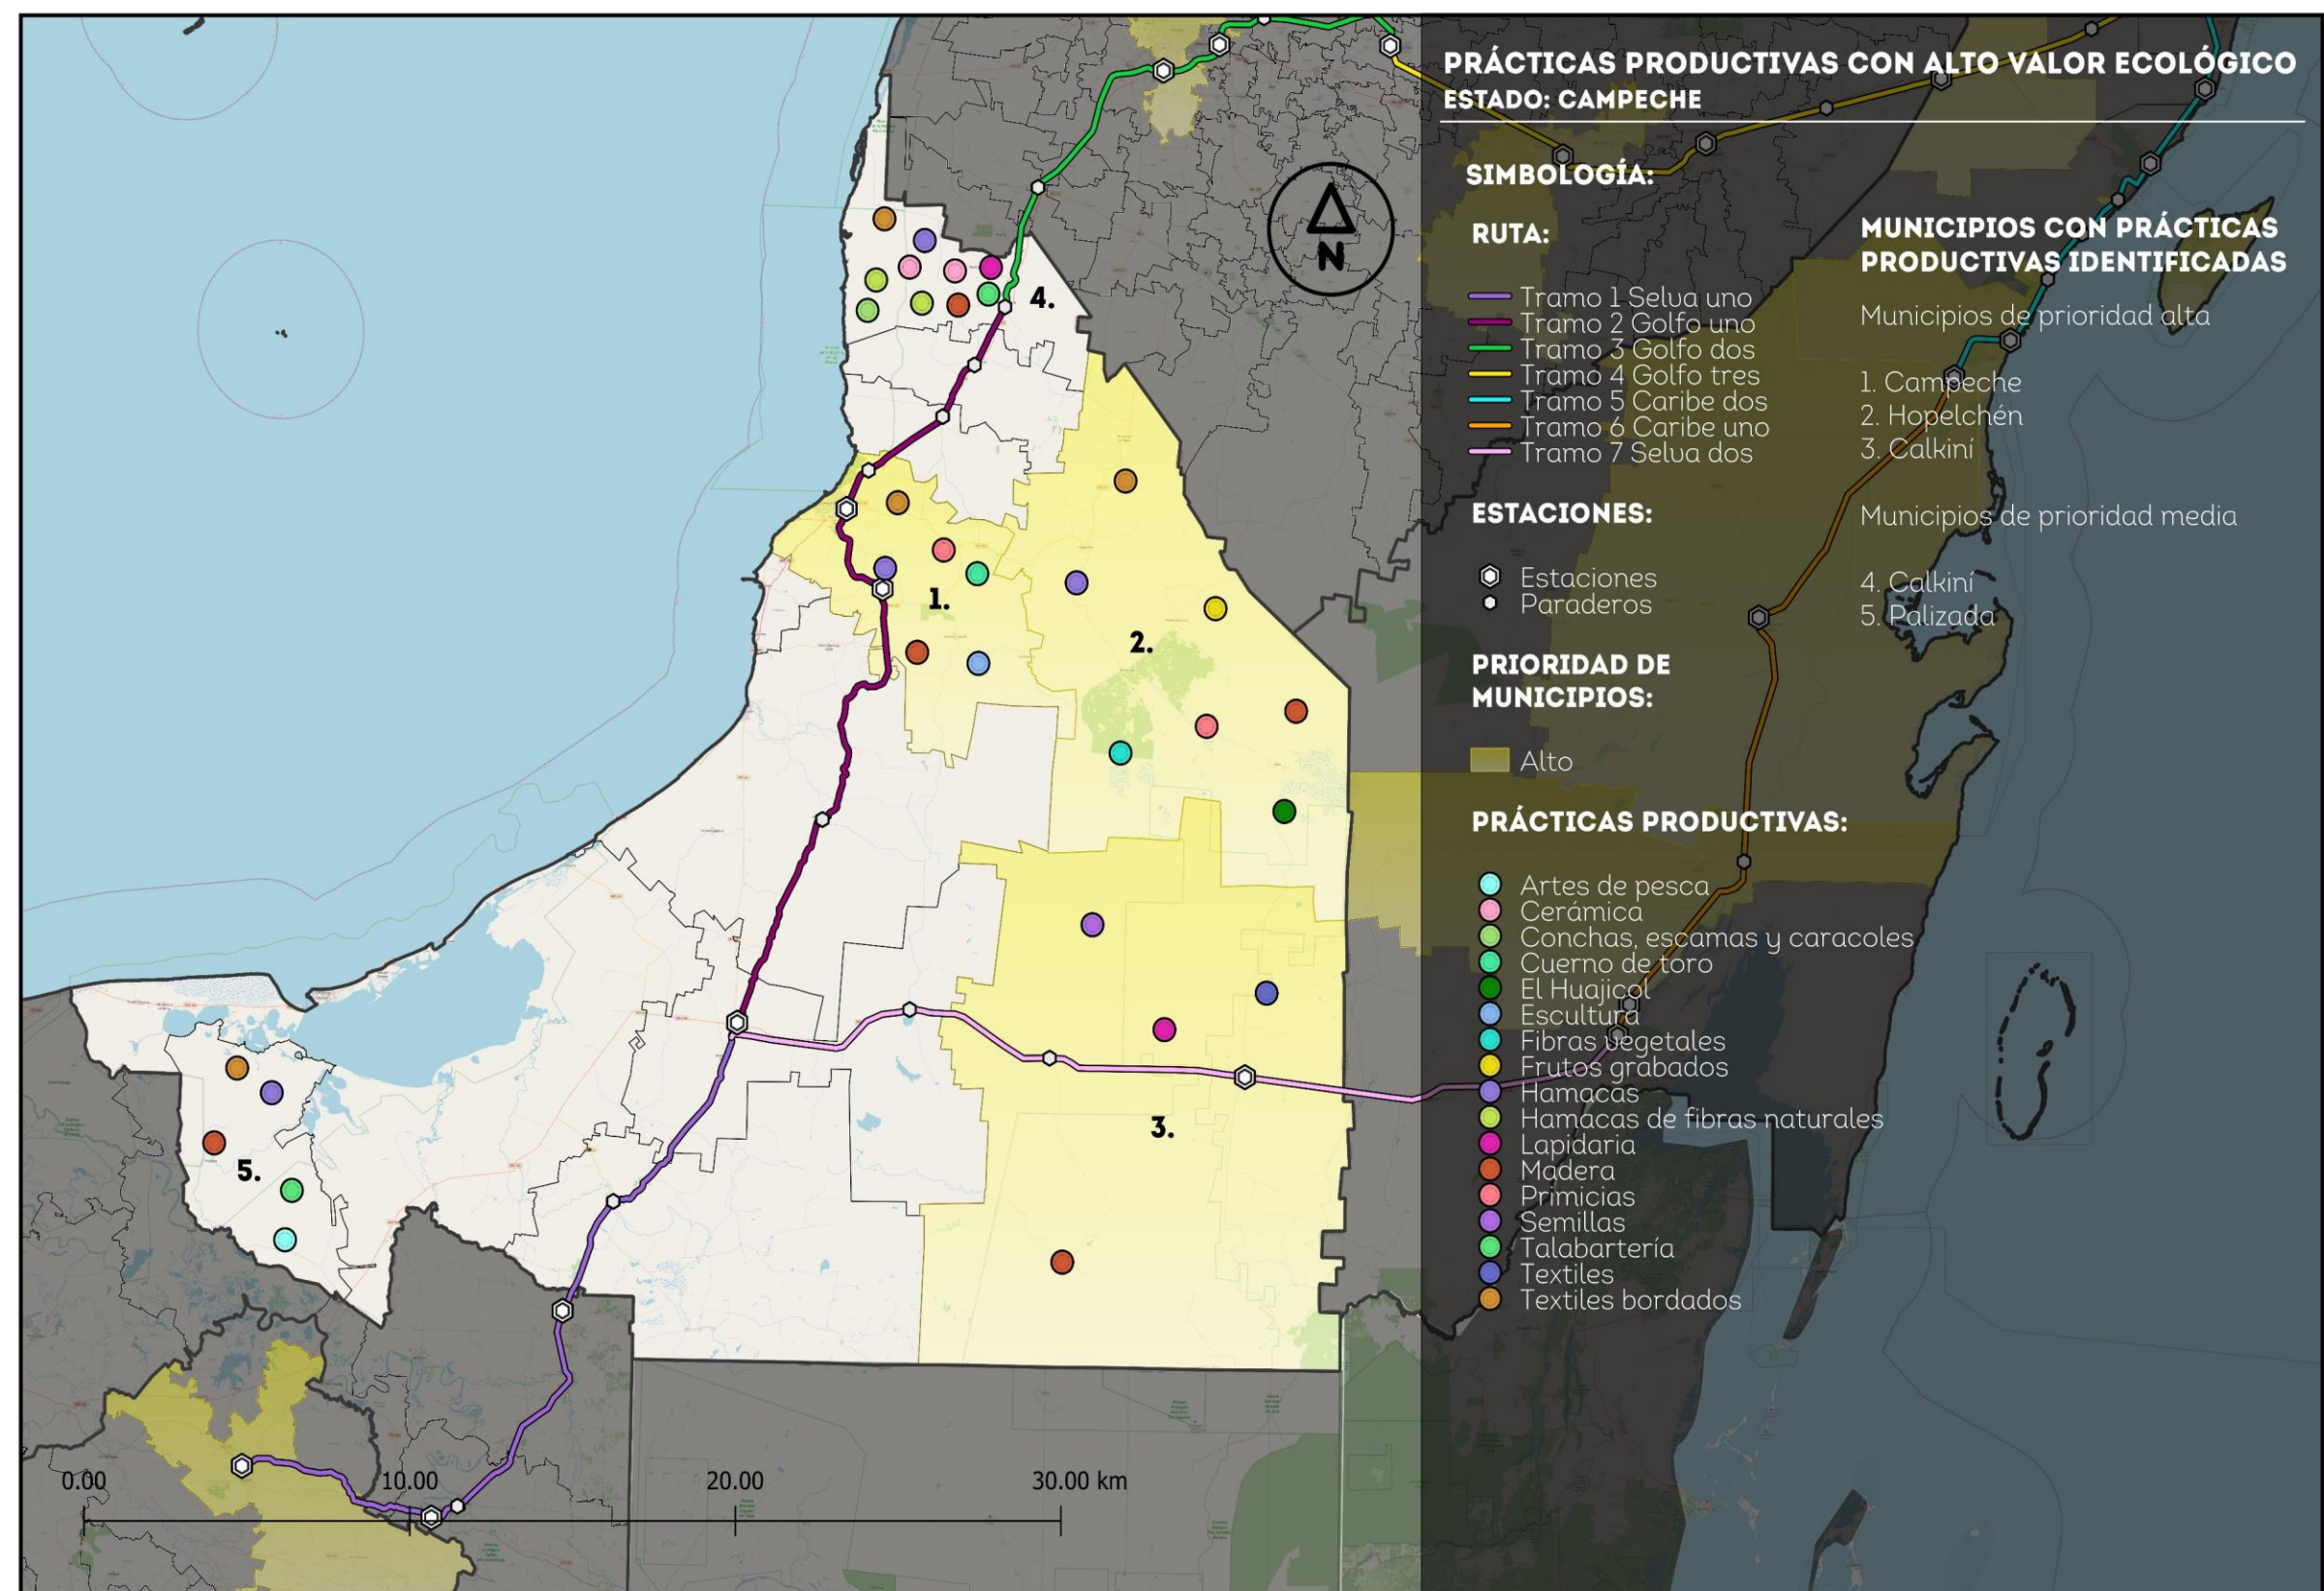 PRÁCTICAS PRODUCTIVAS CON ALTO VALOR ECOLÓGICO
ESTADO: CAMPECHE
SIMBOLOGÍA:
RUTA:
Tramo 1 Selva uno
Tramo 2 Golfo uno
Tramo 3 Golfo dos
Tramo 4 Golfo tres
Tramo 5 Caribe dos
Tramo 6 Caribe uno
Tramo 7 Selva dos
ESTACIONES:
Estaciones
Paraderos
PRIORIDAD DE
MUNICIPIOS:
Alto
PRÁCTICAS PRODUCTIVAS:
Artes de pesca
Cerámica
Conchas, escamas y caracoles
Cuerno de toro
El Huajicol
Escultura
Fibras vegetales
Frutos grabados
Hamacas
Hamacas de fibras naturales
Lapidaria
Madera
Primicias
Semillas
Talabartería
Textiles
Textiles bordados
MUNICIPIOS CON PRÁCTICAS
PRODUCTIVAS IDENTIFICADAS
Municipios de prioridad alta
1. Campeche
2. Hopelchén
3. Calkiní
Municipios de prioridad media
4. Calkiní
5. Palizada
N
4.
1.
2.
3.
5.
0.00 10.00 20.00 30.00 km